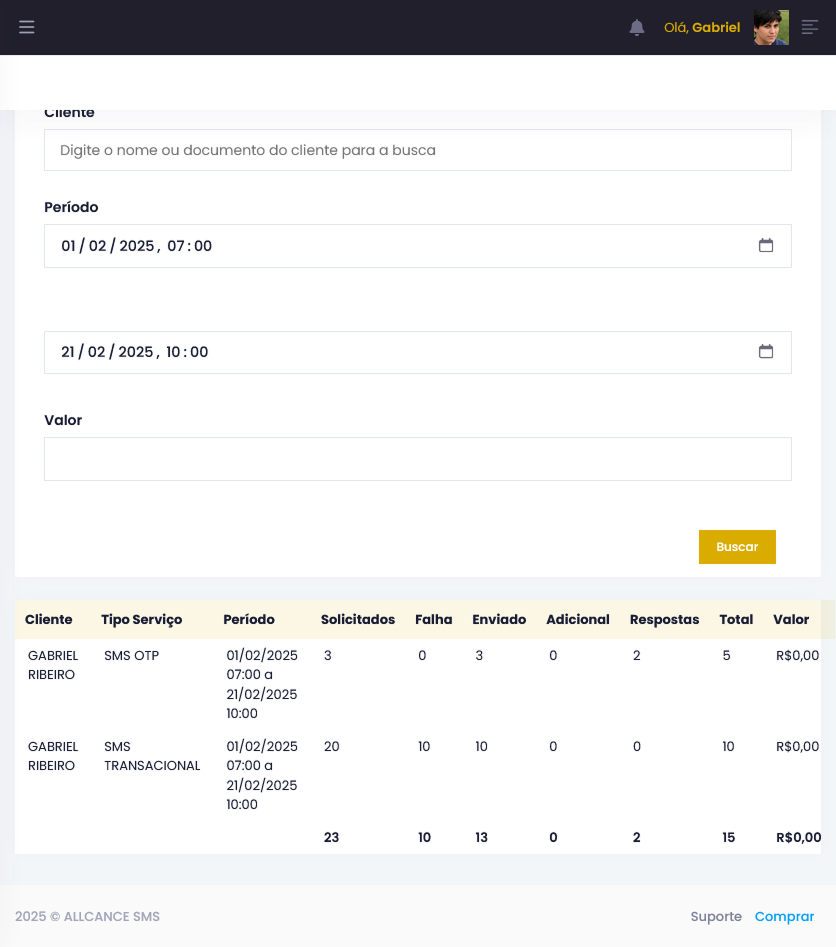 Olá, Gabriel
Cliente
Digite o nome ou documento do cliente para a busca
Período
01 / 02 / 2025 , 07 : 00
21 / 02 / 2025 , 10 : 00
Valor
Buscar
Cliente Tipo Serviço Período Solicitados Falha Enviado Adicional Respostas Total Valor
GABRIEL SMS OTP 01/02/2025 3 0 3 0 2 5 R$0,00
RIBEIRO 07:00 a
21/02/2025
10:00
GABRIEL SMS 01/02/2025 20 10 10 0 0 10 R$0,00
RIBEIRO TRANSACIONAL 07:00 a
21/02/2025
10:00
23 10 13 0 2 15 R$0,00
2025 © ALLCANCE SMS Suporte Comprar